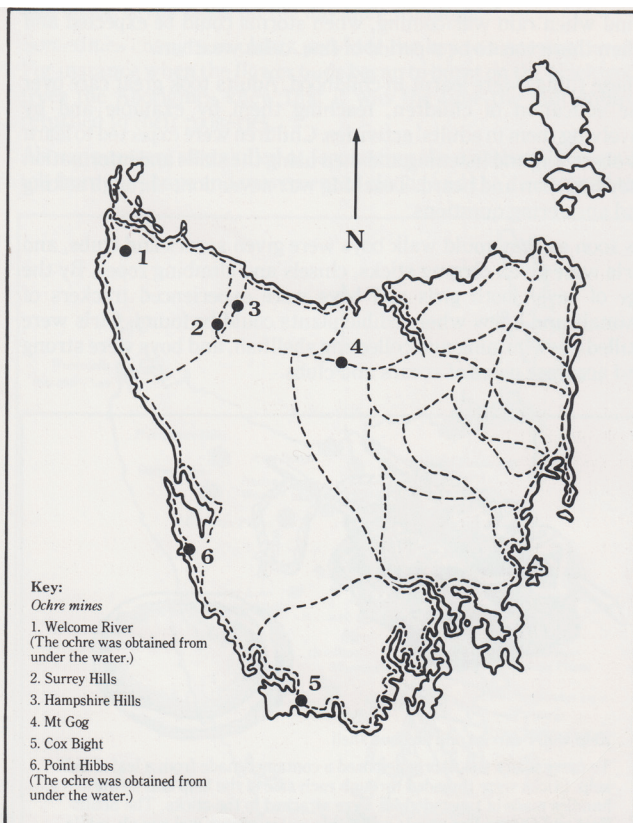 N
1
3
2
4
6
5
Key:
Ochre mines
1. Welcome River
(The ochre was obtained from
under the water.)
2. Surrey Hills
3. Hampshire Hills
4. Mt Gog
5. Cox Bight
6. Point Hibbs
(The ochre was obtained from
under the water.)